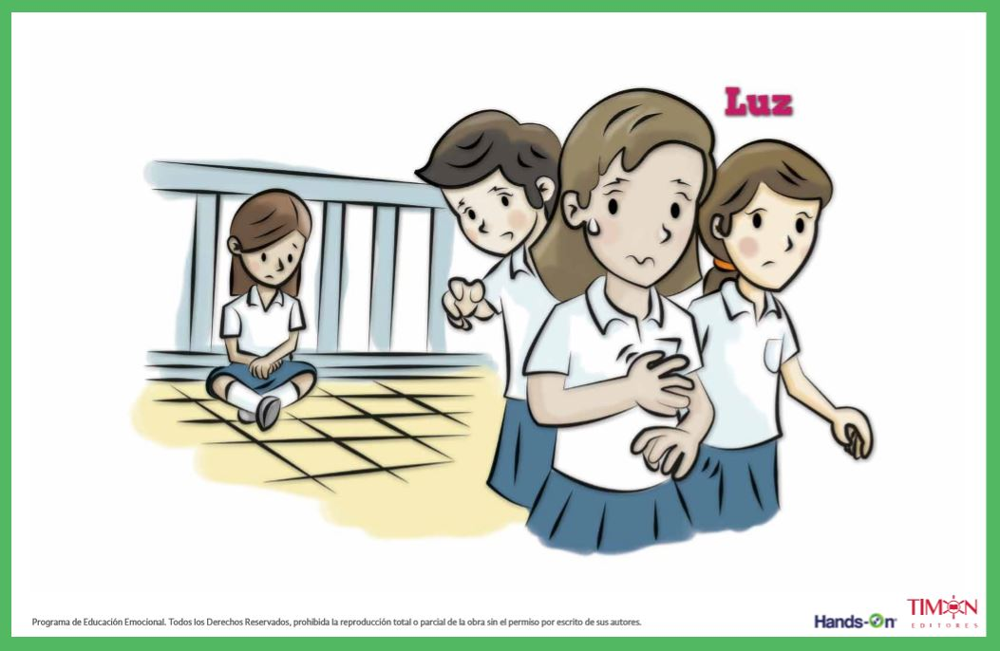 Luz
Programa de Educación Emocional. Todos los Derechos Reservados, prohibida la reproducción total o parcial de la obra sin el permiso por escrito de sus autores.
Hands-On
TIMON
EDITORES